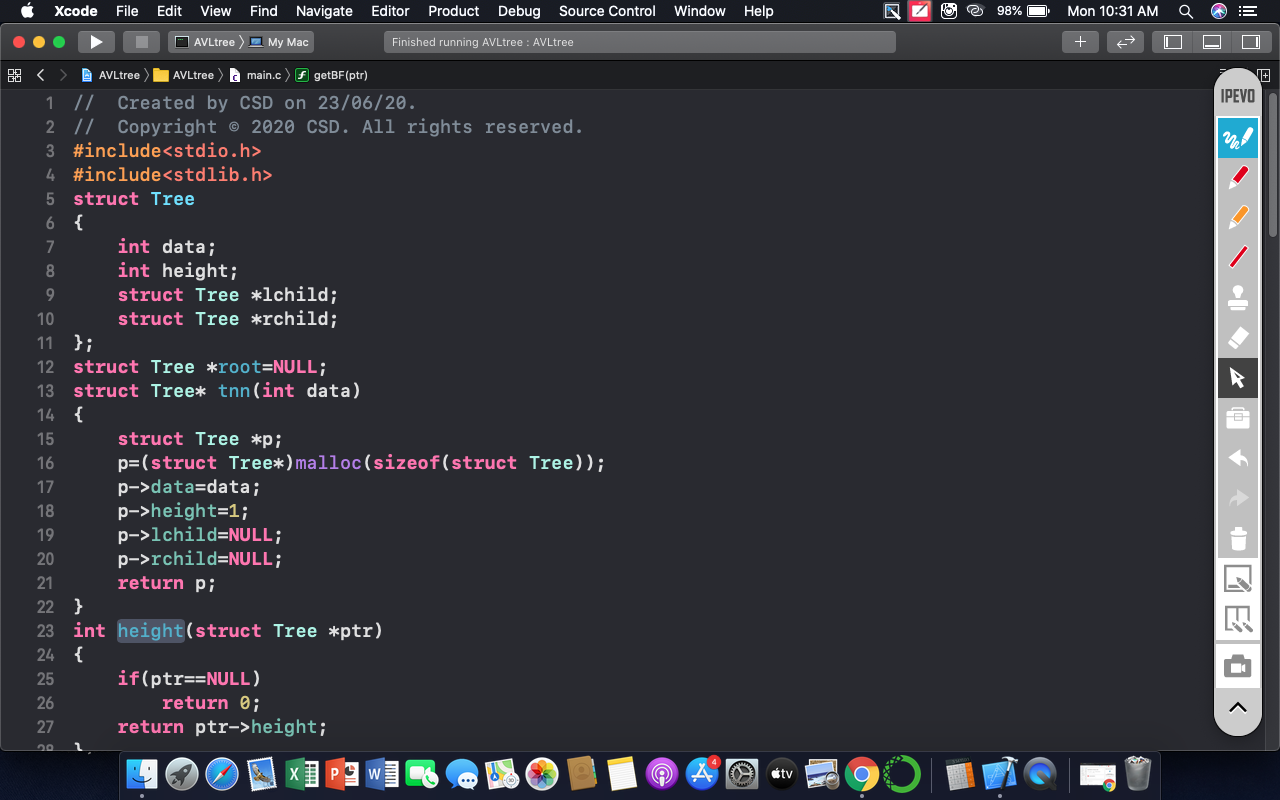 Xcode File Edit View Find Navigate Editor Product Debug Source Control Window Help 98% Mon 10:31 AM
AVLtree 〉 My Mac Finished running AVLtree : AVLtree
AVLtree 〉 AVLtree 〉 main.c 〉 getBF(ptr)
IPEVO
1 //  Created by CSD on 23/06/20.
2 //  Copyright © 2020 CSD. All rights reserved.
3 #include<stdio.h>
4 #include<stdlib.h>
5 struct Tree
6 {
7     int data;
8     int height;
9     struct Tree *lchild;
10     struct Tree *rchild;
11 };
12 struct Tree *root=NULL;
13 struct Tree* tnn(int data)
14 {
15     struct Tree *p;
16     p=(struct Tree*)malloc(sizeof(struct Tree));
17     p->data=data;
18     p->height=1;
19     p->lchild=NULL;
20     p->rchild=NULL;
21     return p;
22 }
23 int height(struct Tree *ptr)
24 {
25     if(ptr==NULL)
26         return 0;
27     return ptr->height;
28 }
4
tv